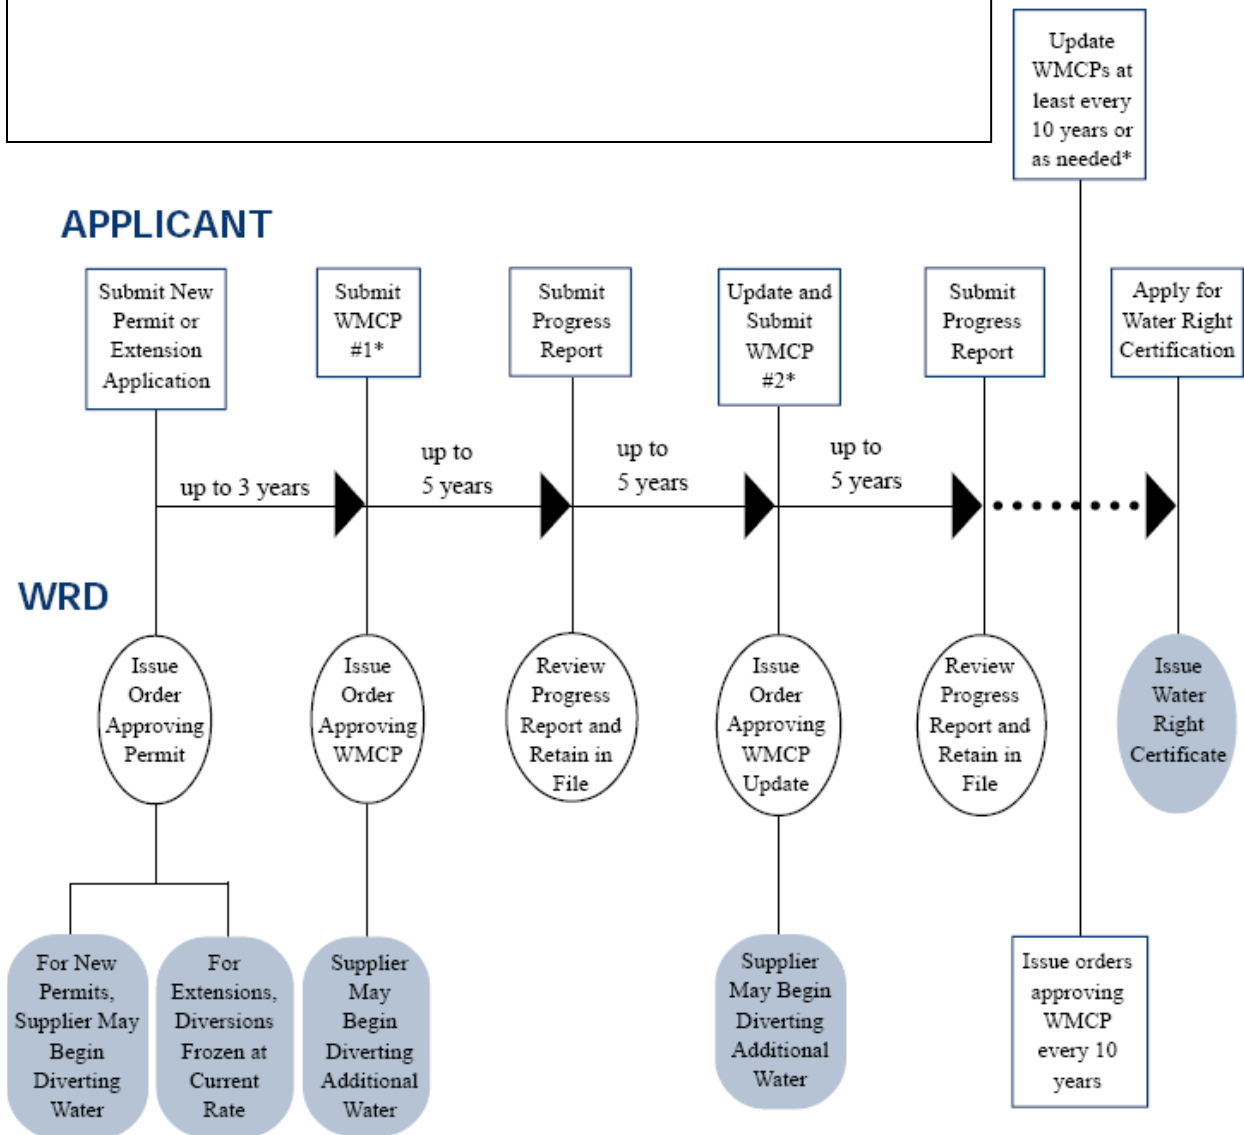 Update
WMCPs at
least every
10 years or
as needed*
APPLICANT
Submit New
Permit or
Extension
Application
Submit
WMCP
#1*
Submit
Progress
Report
Update and
Submit
WMCP
#2*
Submit
Progress
Report
Apply for
Water Right
Certification
up to 3 years
up to
5 years
up to
5 years
up to
5 years
WRD
Issue
Order
Approving
Permit
Issue
Order
Approving
WMCP
Review
Progress
Report and
Retain in
File
Issue
Order
Approving
WMCP
Update
Review
Progress
Report and
Retain in
File
Issue
Water
Right
Certificate
For New
Permits,
Supplier May
Begin
Diverting
Water
For
Extensions,
Diversions
Frozen at
Current
Rate
Supplier
May
Begin
Diverting
Additional
Water
Supplier
May Begin
Diverting
Additional
Water
Issue orders
approving
WMCP
every 10
years